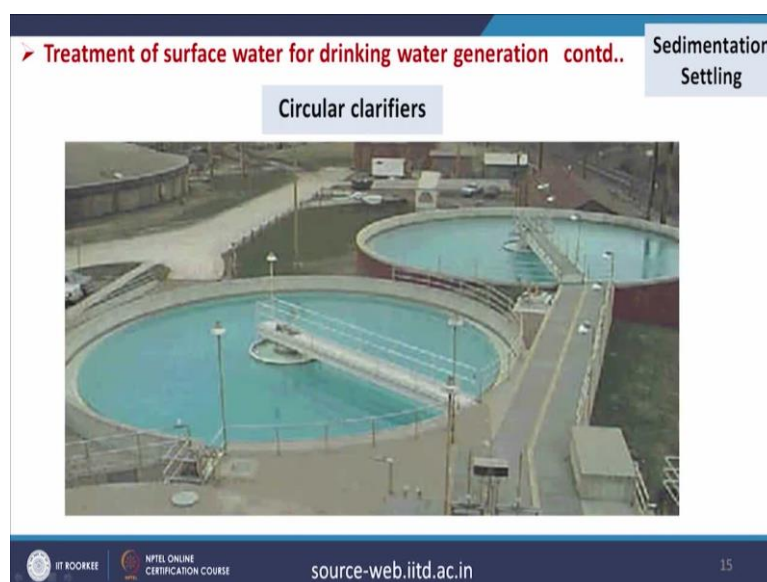 ➢ Treatment of surface water for drinking water generation contd..
Sedimentation
Settling
Circular clarifiers
IIT ROORKEE
NPTEL ONLINE
CERTIFICATION COURSE
source-web.iitd.ac.in
15